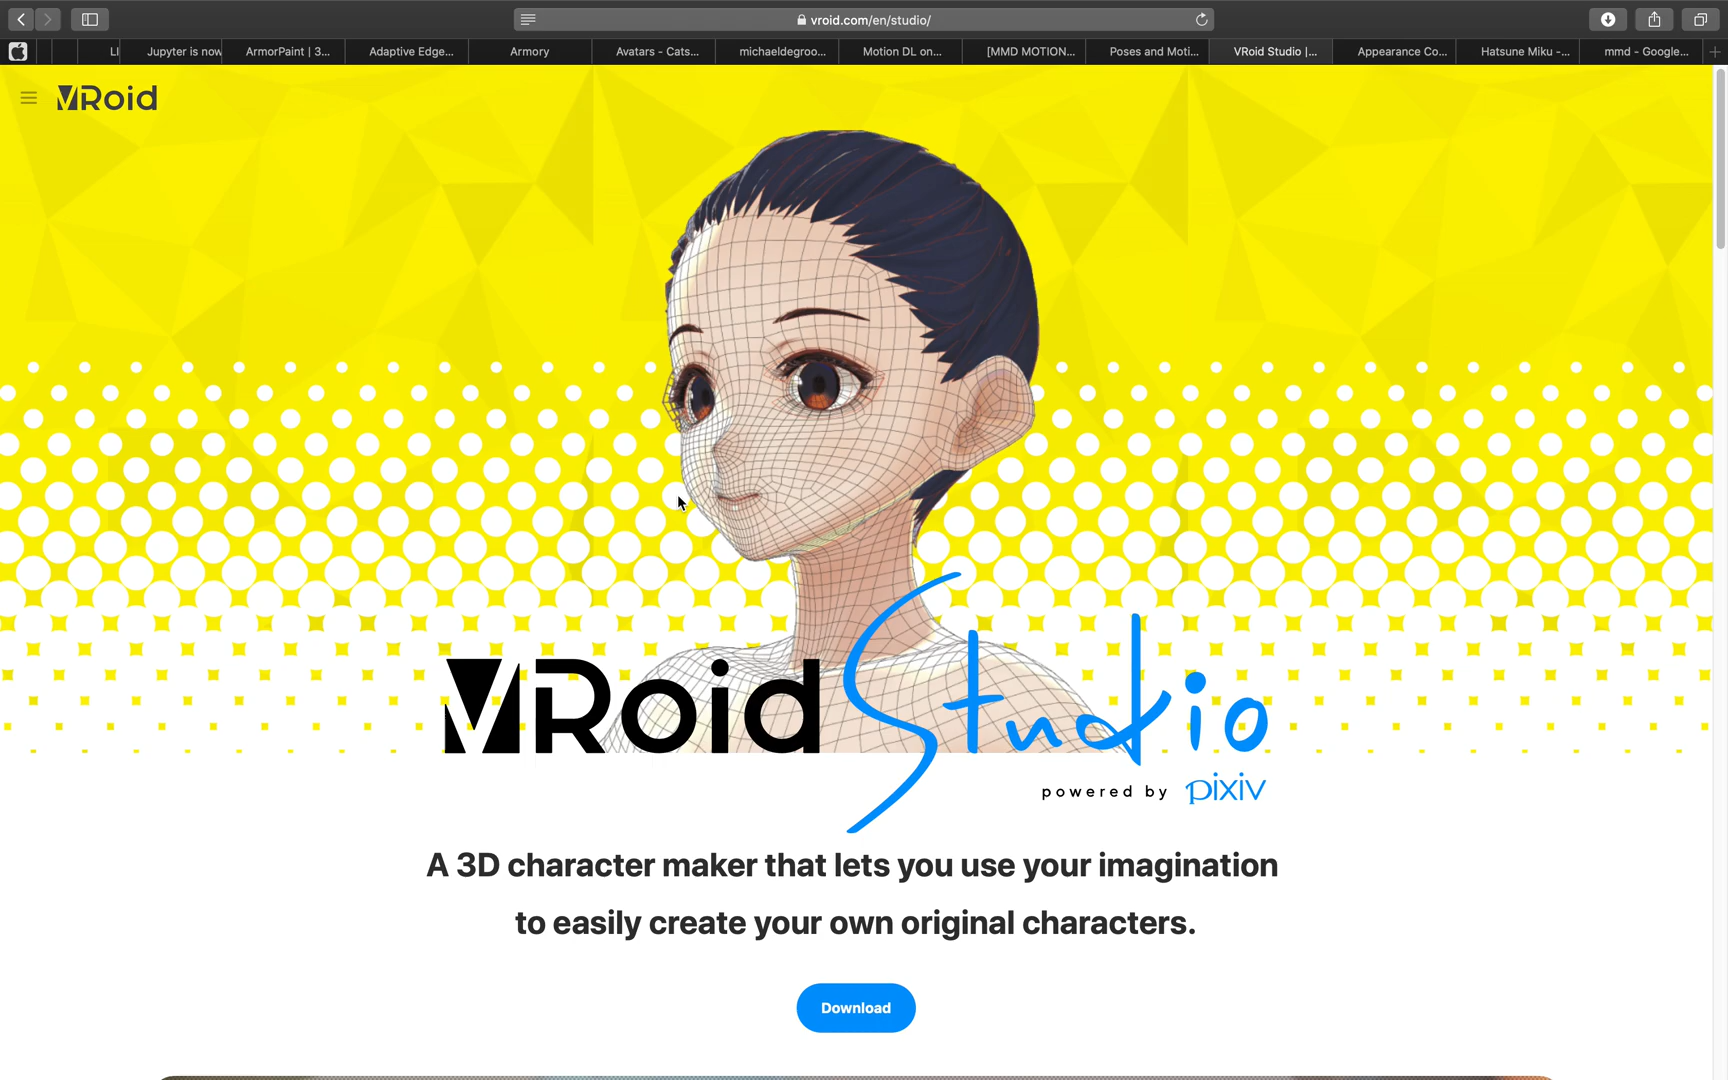 vroid.com/en/studio/
Jupyter is now
ArmorPaint | 3...
Adaptive Edge...
Armory
Avatars - Cats...
michaeldegroo...
Motion DL on...
[MMD MOTION...
Poses and Moti...
VRoid Studio |...
Appearance Co...
Hatsune Miku -...
mmd - Google...
VRoid
VRoid Studio
powered by pixiv
A 3D character maker that lets you use your imagination
to easily create your own original characters.
Download